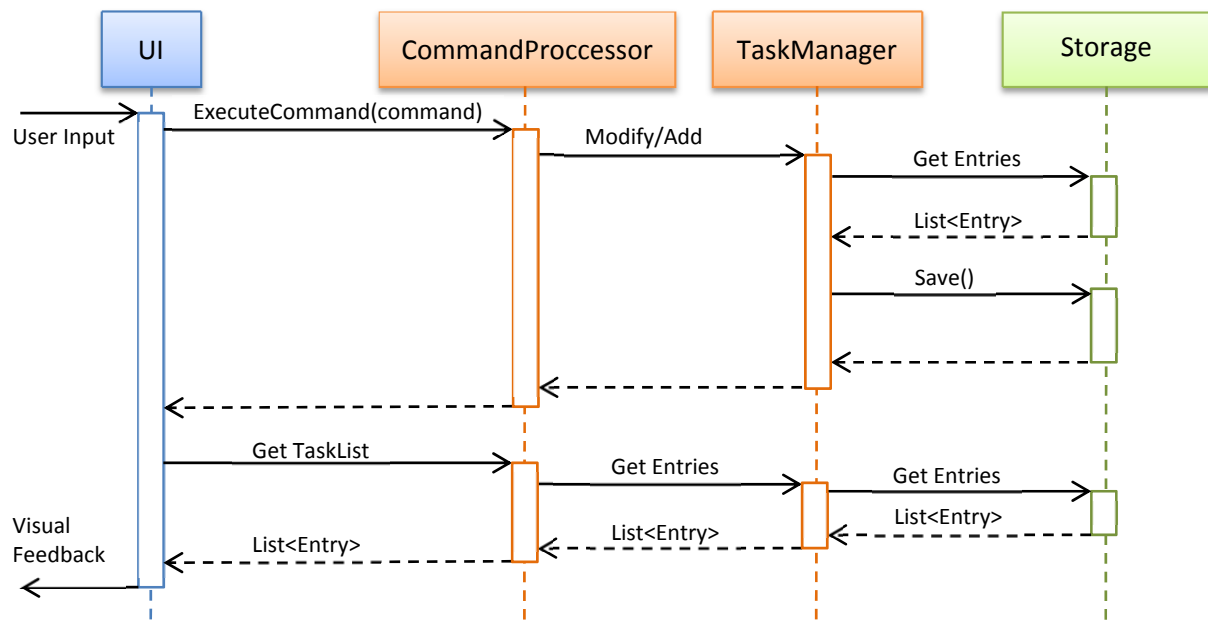 UI
CommandProccessor
TaskManager
Storage
ExecuteCommand(command)
User Input
Modify/Add
Get Entries
List<Entry>
Save()
Get TaskList
Get Entries
Get Entries
List<Entry>
List<Entry>
List<Entry>
Visual
Feedback